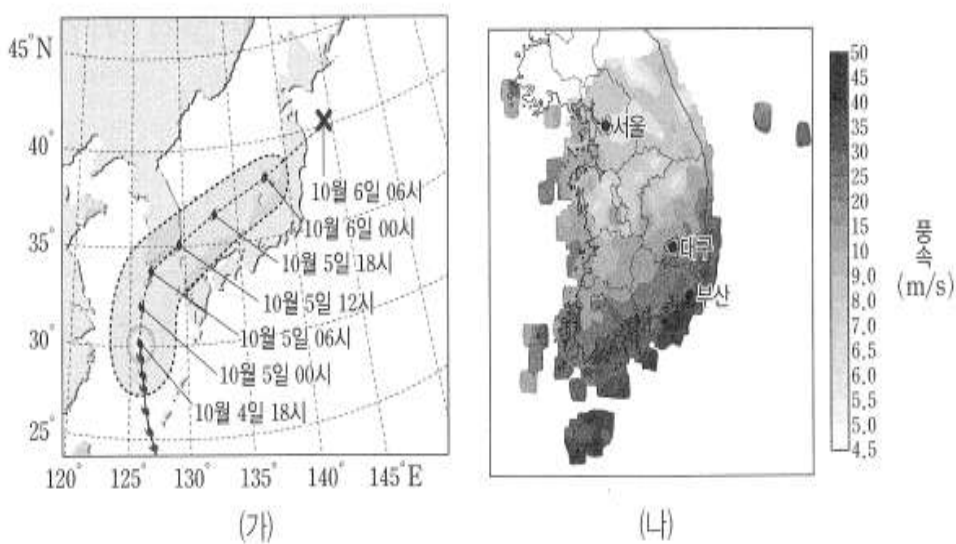 45°N
40°
35°
30°
25°
120°
125°
130°
135°
140°
145°E
10월 6일 06시
10월 6일 00시
10월 5일 18시
10월 5일 12시
10월 5일 06시
10월 5일 00시
10월 4일 18시
(가)
서울
대구
부산
(나)
50
45
40
35
30
25
20
15
10
9.0
8.0
7.0
6.5
6.0
5.5
5.0
4.5
풍속
(m/s)